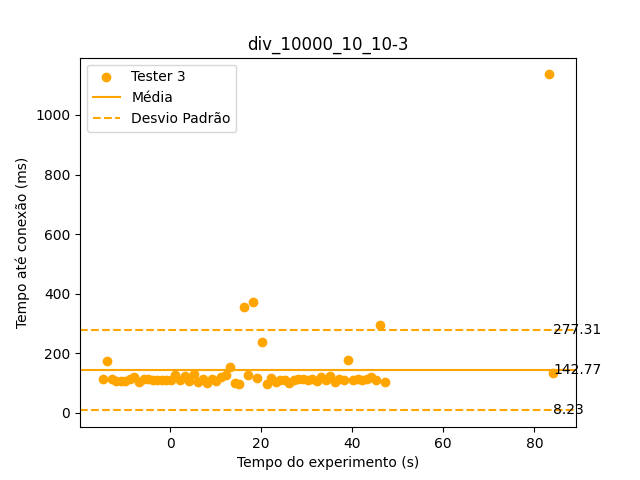 div_10000_10_10-3
Tester 3
Média
Desvio Padrão
Tempo até conexão (ms)
1000
800
600
400
200
0
277.31
142.77
8.23
0
20
40
60
80
Tempo do experimento (s)